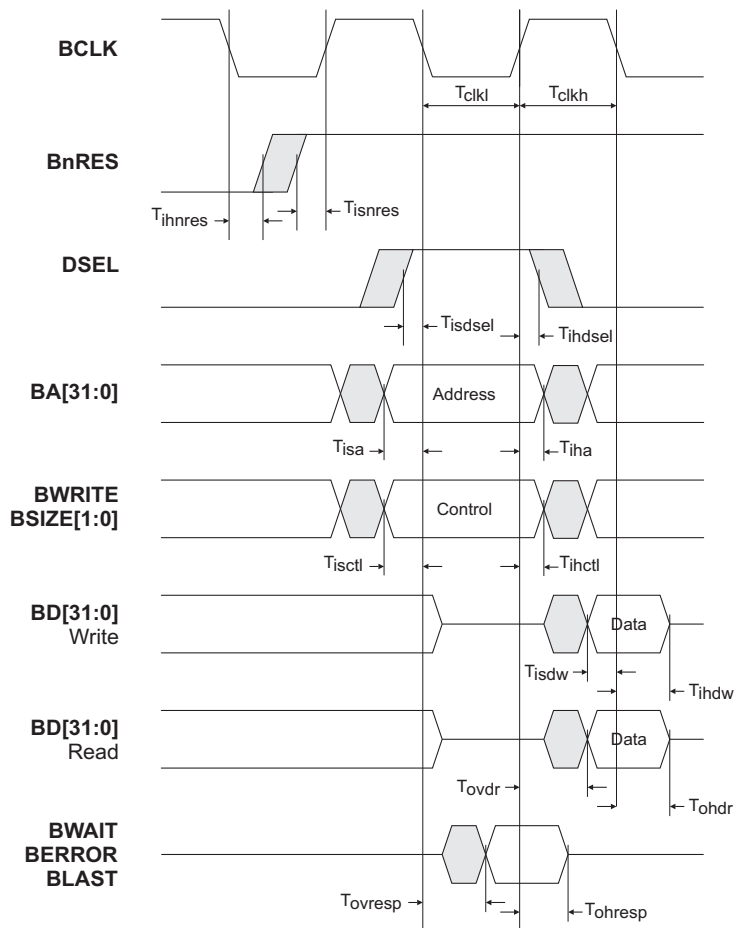 BCLK
Tclkl
Tclkh
BnRES
Tihnres
Tisnres
DSEL
Tisdsel
Tihdsel
BA[31:0]
Address
Tisa
Tiha
BWRITE
BSIZE[1:0]
Control
Tisctl
Tihctl
BD[31:0]
Write
Data
Tisdw
Tihdw
BD[31:0]
Read
Data
Tovdr
Tohdr
BWAIT
BERROR
BLAST
Tovresp
Tohresp